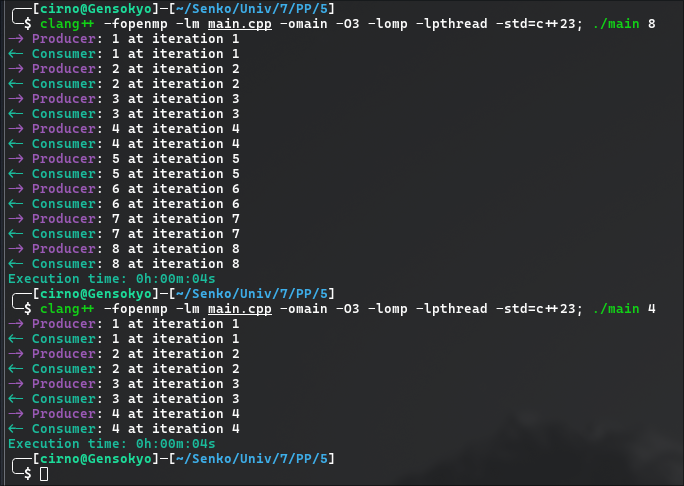 ┌──[cirno@Gensokyo]─[~/Senko/Univ/7/PP/5]
└─$ clang++ -fopenmp -lm main.cpp -omain -O3 -lomp -lpthread -std=c++23; ./main 8
-> Producer: 1 at iteration 1
<- Consumer: 1 at iteration 1
-> Producer: 2 at iteration 2
<- Consumer: 2 at iteration 2
-> Producer: 3 at iteration 3
<- Consumer: 3 at iteration 3
-> Producer: 4 at iteration 4
<- Consumer: 4 at iteration 4
-> Producer: 5 at iteration 5
<- Consumer: 5 at iteration 5
-> Producer: 6 at iteration 6
<- Consumer: 6 at iteration 6
-> Producer: 7 at iteration 7
<- Consumer: 7 at iteration 7
-> Producer: 8 at iteration 8
<- Consumer: 8 at iteration 8
Execution time: 0h:00m:04s
┌──[cirno@Gensokyo]─[~/Senko/Univ/7/PP/5]
└─$ clang++ -fopenmp -lm main.cpp -omain -O3 -lomp -lpthread -std=c++23; ./main 4
-> Producer: 1 at iteration 1
<- Consumer: 1 at iteration 1
-> Producer: 2 at iteration 2
<- Consumer: 2 at iteration 2
-> Producer: 3 at iteration 3
<- Consumer: 3 at iteration 3
-> Producer: 4 at iteration 4
<- Consumer: 4 at iteration 4
Execution time: 0h:00m:04s
┌──[cirno@Gensokyo]─[~/Senko/Univ/7/PP/5]
└─$